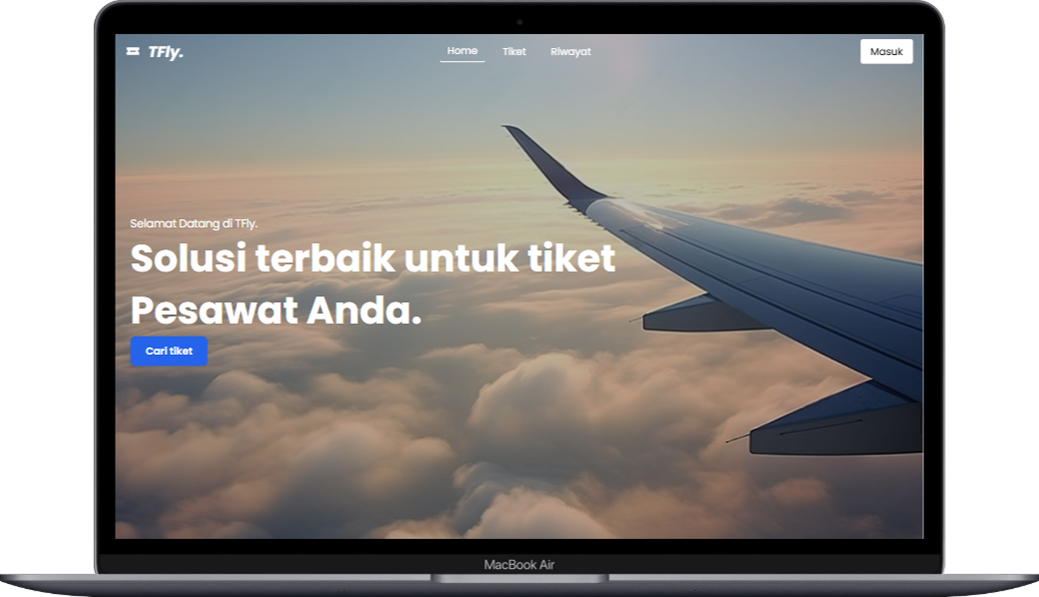 TFly.
Home
Tiket
Riwayat
Masuk
Selamat Datang di TFly.
Solusi terbaik untuk tiket
Pesawat Anda.
Cari tiket
MacBook Air